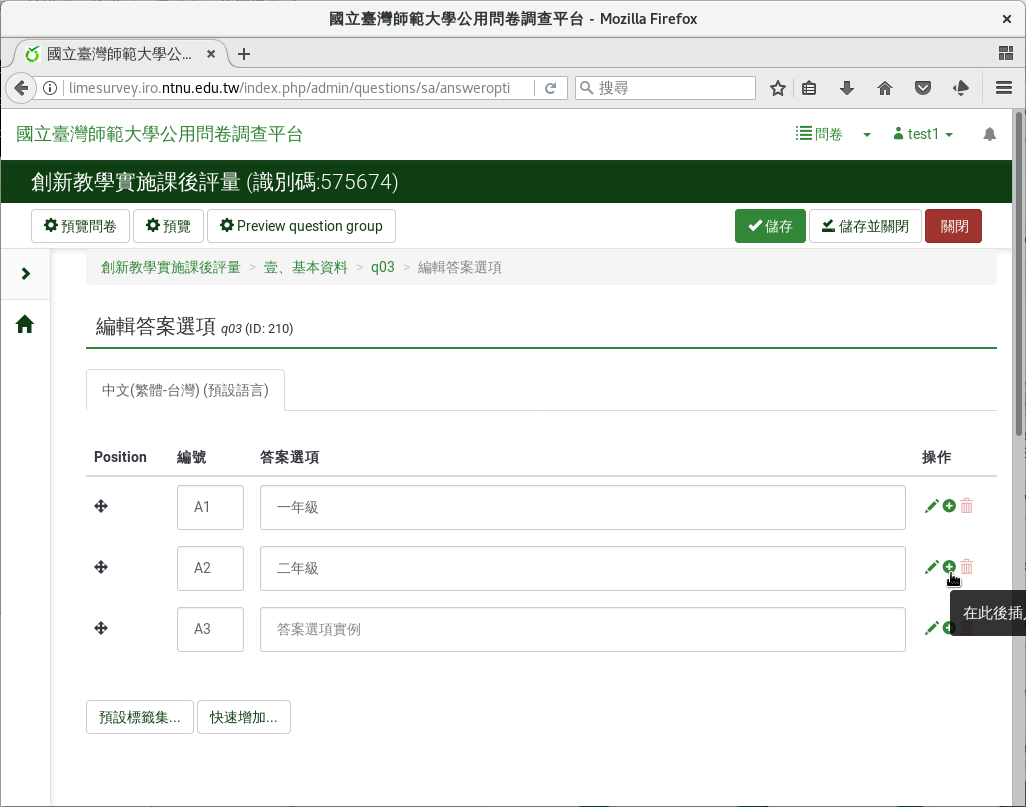 國立臺灣師範大學公用問卷調查平台 - Mozilla Firefox
國立臺灣師範大學公...
limesurvey.iro.ntnu.edu.tw/index.php/admin/questions/sa/answeropti
搜尋
國立臺灣師範大學公用問卷調查平台
問卷
test1
創新教學實施課後評量 (識別碼:575674)
預覽問卷
預覽
Preview question group
儲存
儲存並關閉
關閉
創新教學實施課後評量 > 壹、基本資料 > q03 > 編輯答案選項
編輯答案選項 q03 (ID: 210)
中文(繁體-台灣) (預設語言)
Position 編號 答案選項 操作
A1 一年級
A2 二年級
在此後插
A3 答案選項實例
預設標籤集...
快速增加...